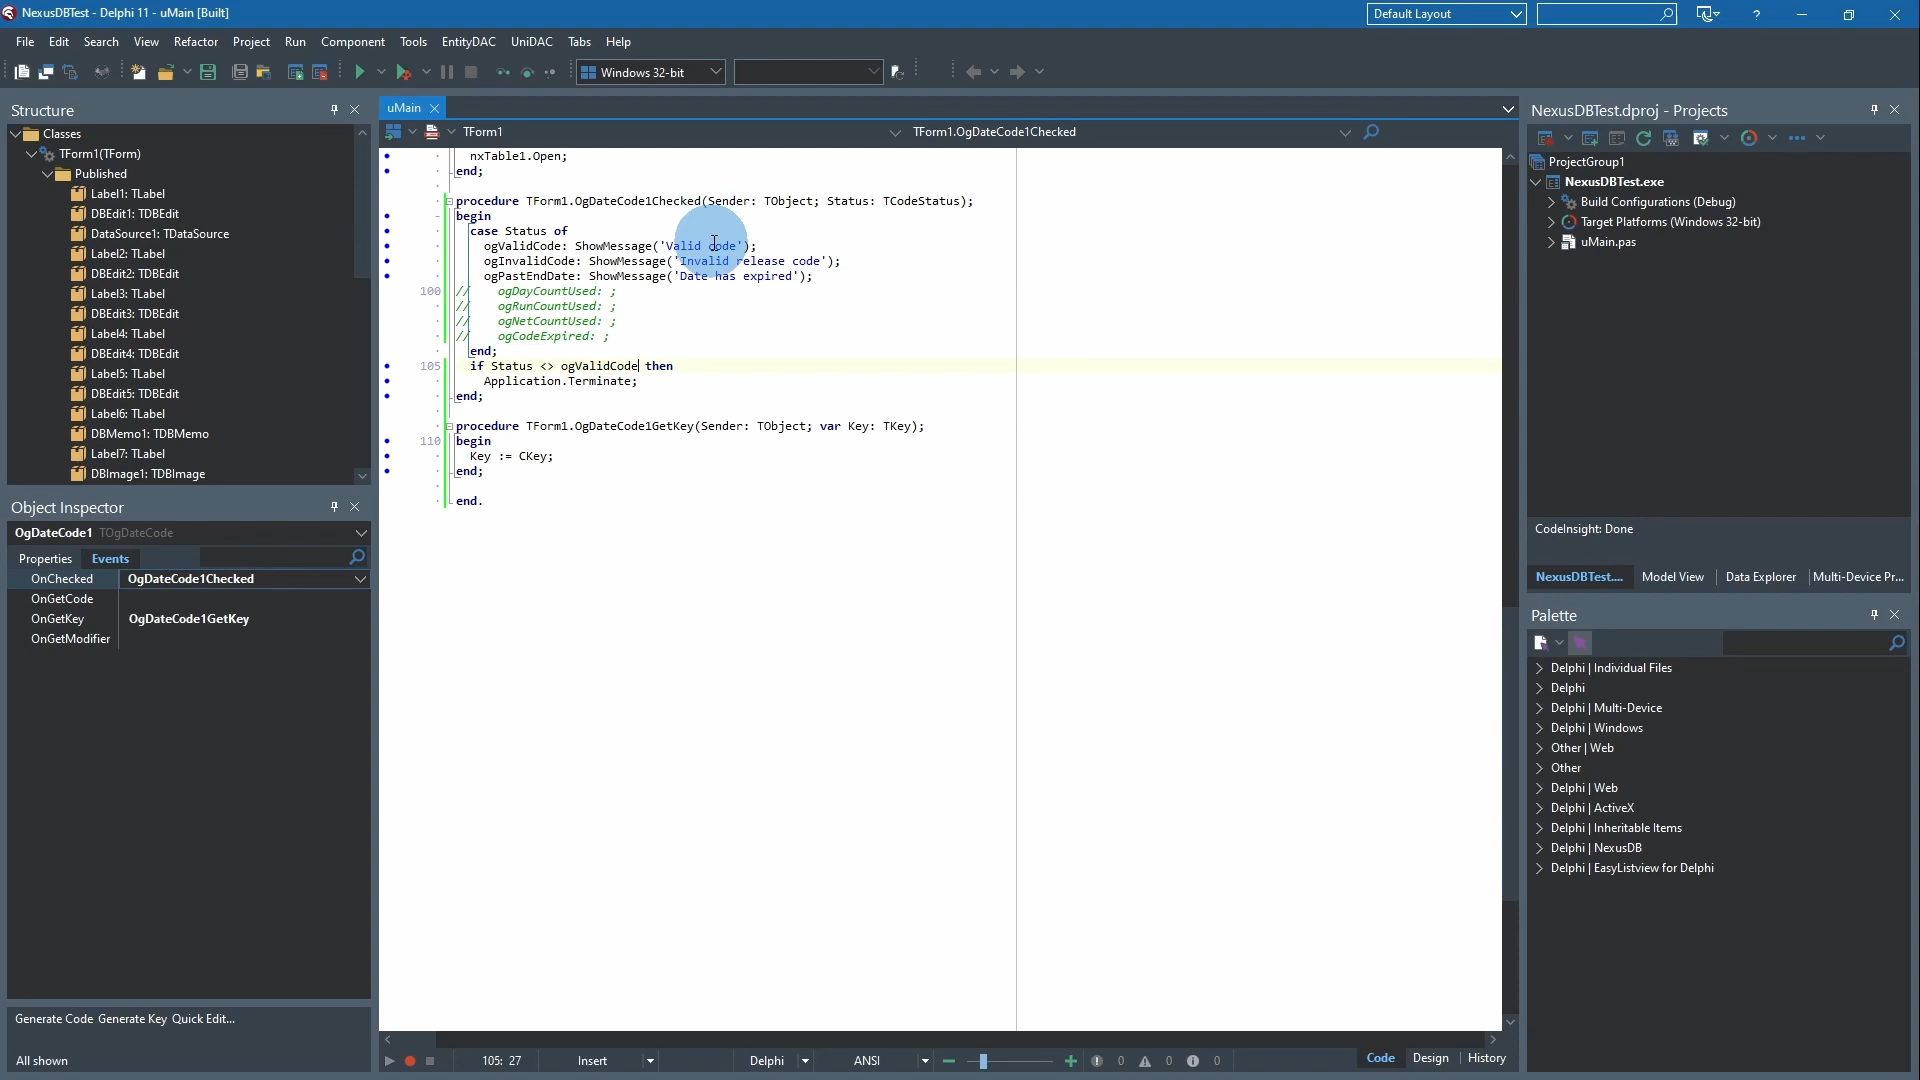 NexusDBTest - Delphi 11 - uMain [Built]
Default Layout
?
File Edit Search View Refactor Project Run Component Tools EntityDAC UniDAC Tabs Help
Windows 32-bit
Structure
Classes
TForm1(TForm)
Published
Label1: TLabel
DBEdit1: TDBEdit
DataSource1: TDataSource
Label2: TLabel
DBEdit2: TDBEdit
Label3: TLabel
DBEdit3: TDBEdit
Label4: TLabel
DBEdit4: TDBEdit
Label5: TLabel
DBEdit5: TDBEdit
Label6: TLabel
DBMemo1: TDBMemo
Label7: TLabel
DBImage1: TDBImage
Object Inspector
OgDateCode1 TOgDateCode
Properties Events
OnChecked OgDateCode1Checked
OnGetCode
OnGetKey OgDateCode1GetKey
OnGetModifier
Generate Code Generate Key Quick Edit...
All shown
uMain
TForm1 TForm1.OgDateCode1Checked
nxTable1.Open;
end;
procedure TForm1.OgDateCode1Checked(Sender: TObject; Status: TCodeStatus);
begin
case Status of
ogValidCode: ShowMessage('Valid code');
ogInvalidCode: ShowMessage('Invalid release code');
ogPastEndDate: ShowMessage('Date has expired');
100 // ogDayCountUsed: ;
// ogRunCountUsed: ;
// ogNetCountUsed: ;
// ogCodeExpired: ;
end;
105 if Status <> ogValidCode then
Application.Terminate;
end;
procedure TForm1.OgDateCode1GetKey(Sender: TObject; var Key: TKey);
110 begin
Key := CKey;
end;
end.
105: 27 Insert Delphi ANSI 0 0 0
Code Design History
NexusDBTest.dproj - Projects
ProjectGroup1
NexusDBTest.exe
Build Configurations (Debug)
Target Platforms (Windows 32-bit)
uMain.pas
CodeInsight: Done
NexusDBTest.... Model View Data Explorer Multi-Device Pr...
Palette
Delphi | Individual Files
Delphi
Delphi | Multi-Device
Delphi | Windows
Other | Web
Other
Delphi | Web
Delphi | ActiveX
Delphi | Inheritable Items
Delphi | NexusDB
Delphi | EasyListview for Delphi